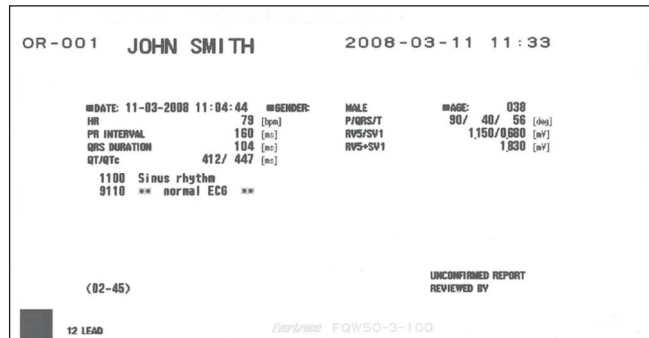 OR-001 JOHN SMITH 2008-03-11 11:33
■DATE: 11-03-2008 11:04:44 ■GENDER: MALE ■AGE: 038
HR 79 [bpm] P/QRS/T 90/ 40/ 56 [deg]
PR INTERVAL 160 [ms] RV5/SV1 1,150/0,680 [mV]
QRS DURATION 104 [ms] RV5+SV1 1,830 [mV]
QT/QTc 412/ 447 [ms]
1100 Sinus rhythm
9110 ** normal ECG **
UNCONFIRMED REPORT
(02-45) REVIEWED BY
12 LEAD FQW50-3-100